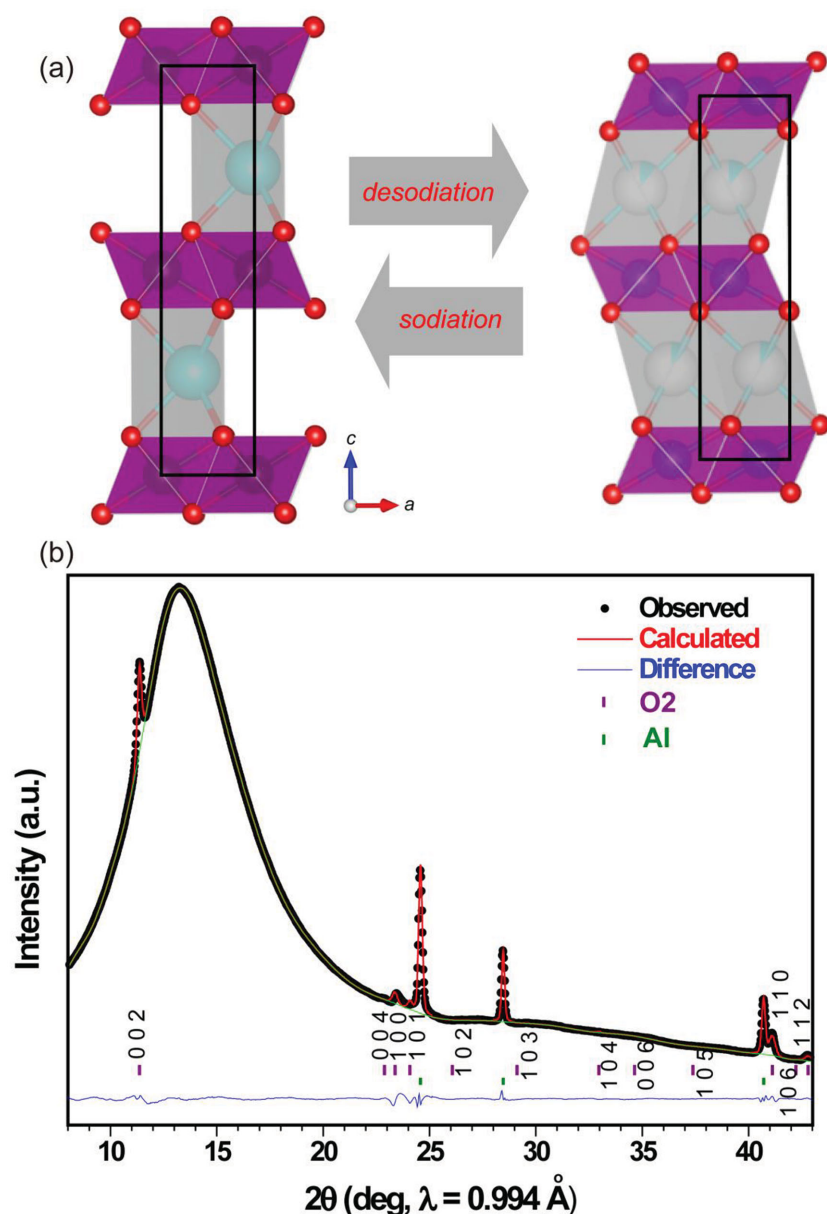 (a)
desodiation
sodiation
c
a
(b)
Observed
Calculated
Difference
O2
Al
Intensity (a.u.)
0 0 2
0 0 4
1 0 0
1 0 1
1 0 2
1 0 3
1 0 4
0 0 6
1 0 5
1 0 6
1 1 0
1 1 2
10 15 20 25 30 35 40
2θ (deg, λ = 0.994 Å)